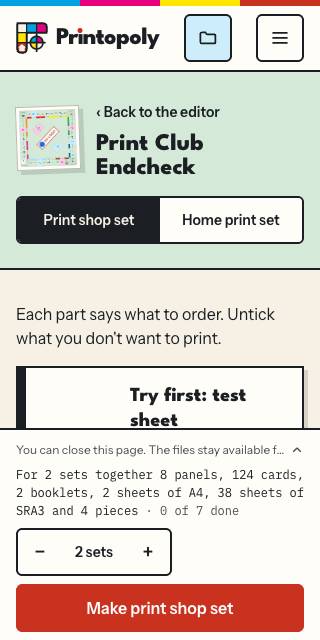 Printopoly
‹ Back to the editor
Print Club
Endcheck
Print shop set
Home print set
Each part says what to order. Untick
what you don't want to print.
Try first: test
sheet
You can close this page. The files stay available f…
For 2 sets together 8 panels, 124 cards,
2 booklets, 2 sheets of A4, 38 sheets of
SRA3 and 4 pieces · 0 of 7 done
− 2 sets +
Make print shop set